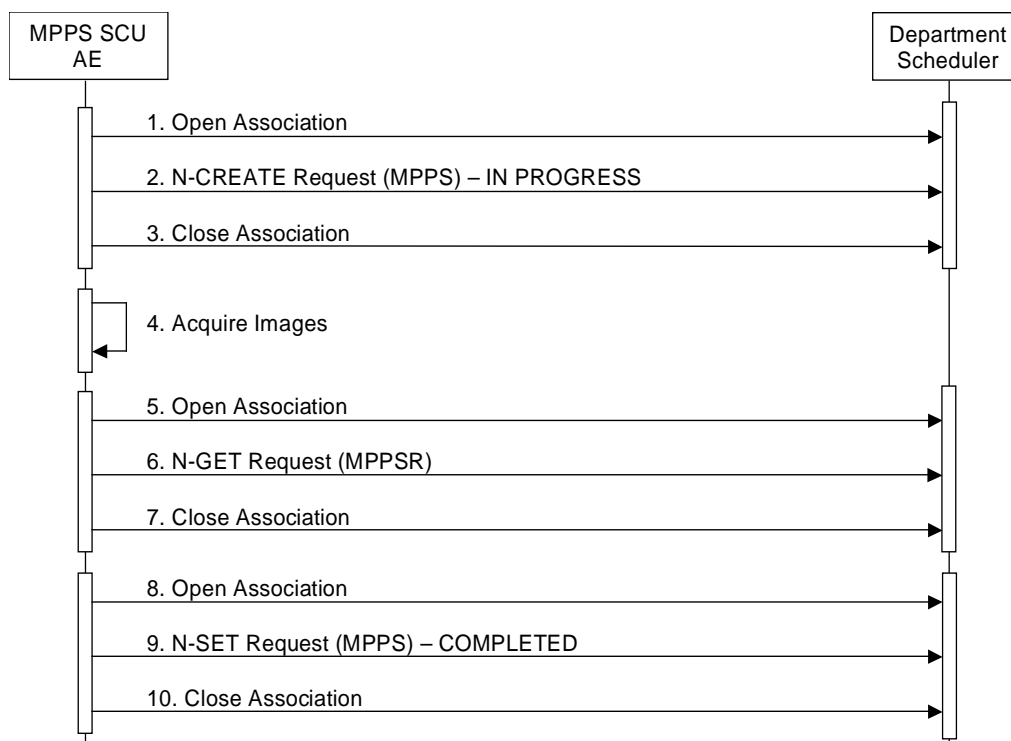 MPPS SCU
AE
Department
Scheduler
1. Open Association
2. N-CREATE Request (MPPS) – IN PROGRESS
3. Close Association
4. Acquire Images
5. Open Association
6. N-GET Request (MPPSR)
7. Close Association
8. Open Association
9. N-SET Request (MPPS) – COMPLETED
10. Close Association